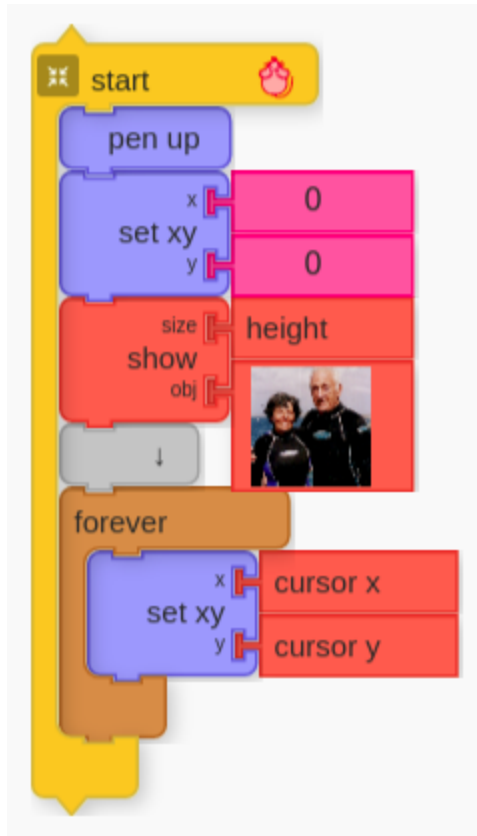 start
pen up
x 0
set xy
y 0
size height
show
obj
↓
forever
x cursor x
set xy
y cursor y